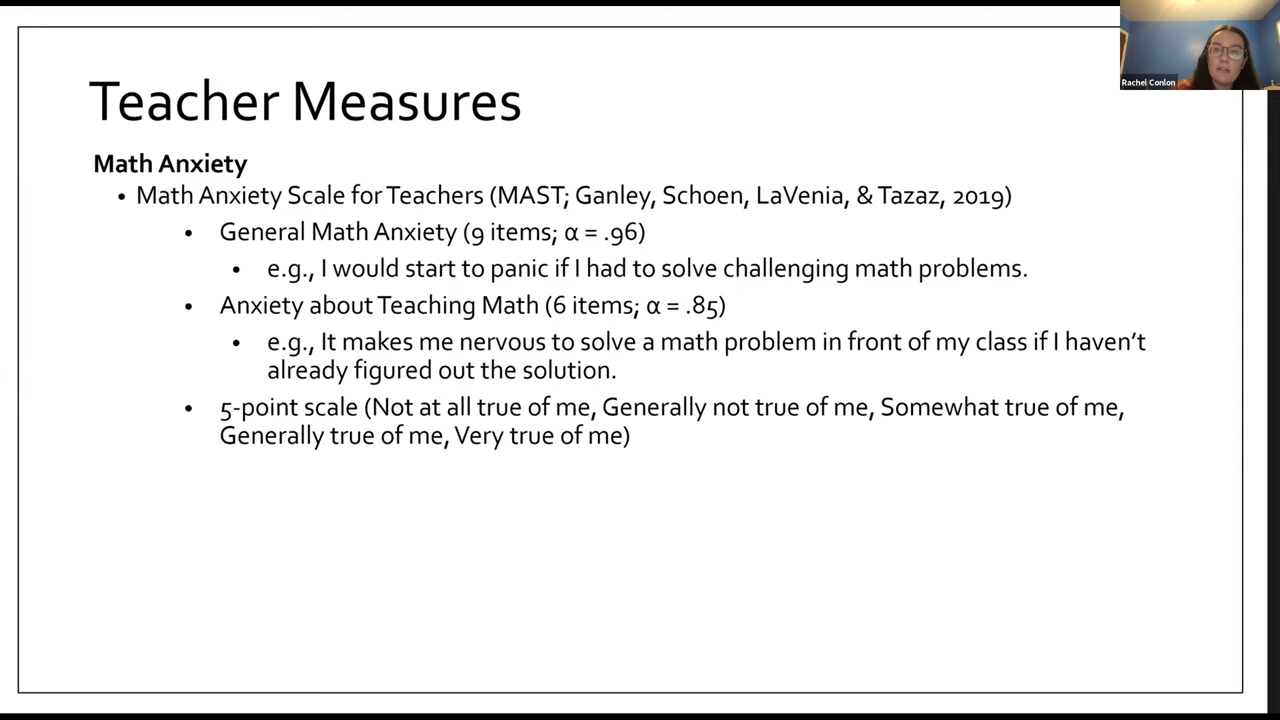 Rachel Conlon
Teacher Measures
Math Anxiety
• Math Anxiety Scale for Teachers (MAST; Ganley, Schoen, LaVenia, & Tazaz, 2019)
• General Math Anxiety (9 items; α = .96)
• e.g., I would start to panic if I had to solve challenging math problems.
• Anxiety about Teaching Math (6 items; α = .85)
• e.g., It makes me nervous to solve a math problem in front of my class if I haven’t
already figured out the solution.
• 5-point scale (Not at all true of me, Generally not true of me, Somewhat true of me,
Generally true of me, Very true of me)